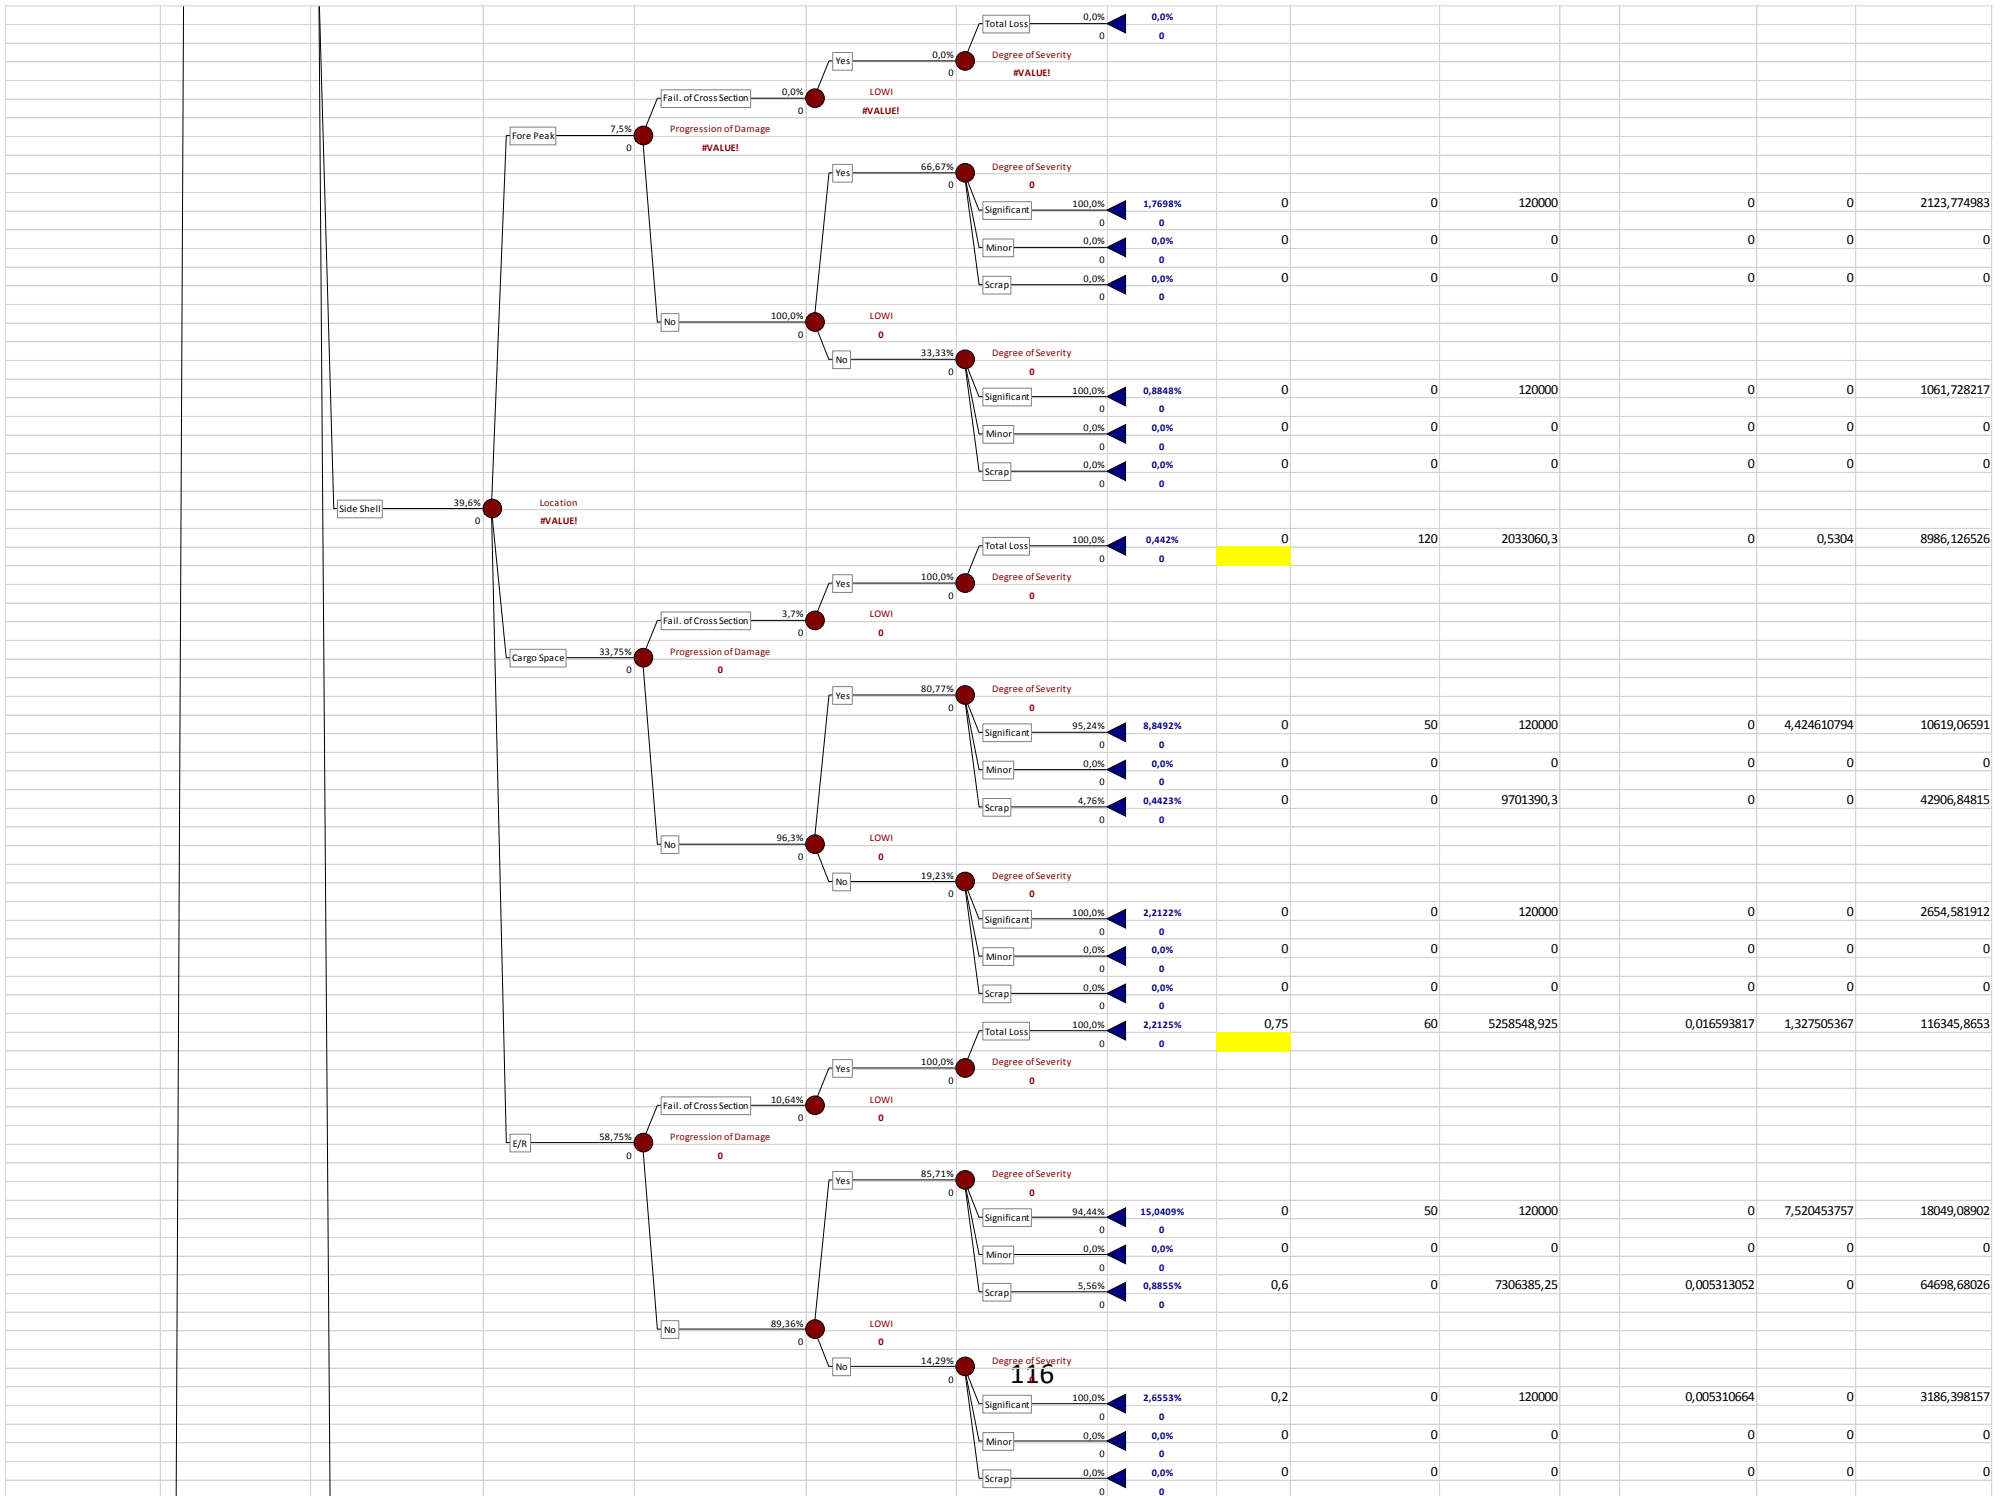 Total Loss 0,0% 0,0%
0 0
Yes 0,0% Degree of Severity
0 #VALUE!
Fail. of Cross Section 0,0% LOWI
0 #VALUE!
Fore Peak 7,5% Progression of Damage
0 #VALUE!
Yes 66,67% Degree of Severity
0 0
Significant 100,0% 1,7698% 0 0 120000 0 0 2123,774983
0 0
Minor 0,0% 0,0% 0 0 0 0 0 0
0 0
Scrap 0,0% 0,0% 0 0 0 0 0 0
0 0
No 100,0% LOWI
0 0
No 33,33% Degree of Severity
0 0
Significant 100,0% 0,8848% 0 0 120000 0 0 1061,728217
0 0
Minor 0,0% 0,0% 0 0 0 0 0 0
0 0
Scrap 0,0% 0,0% 0 0 0 0 0 0
0 0
Side Shell 39,6% Location
0 #VALUE!
Total Loss 100,0% 0,442% 0 120 2033060,3 0 0,5304 8986,126526
0 0
Yes 100,0% Degree of Severity
0 0
Fail. of Cross Section 3,7% LOWI
0 0
Cargo Space 33,75% Progression of Damage
0 0
Yes 80,77% Degree of Severity
0 0
Significant 95,24% 8,8492% 0 50 120000 0 4,424610794 10619,06591
0 0
Minor 0,0% 0,0% 0 0 0 0 0 0
0 0
Scrap 4,76% 0,4423% 0 0 9701390,3 0 0 42906,84815
0 0
No 96,3% LOWI
0 0
No 19,23% Degree of Severity
0 0
Significant 100,0% 2,2122% 0 0 120000 0 0 2654,581912
0 0
Minor 0,0% 0,0% 0 0 0 0 0 0
0 0
Scrap 0,0% 0,0% 0 0 0 0 0 0
0 0
Total Loss 100,0% 2,2125% 0,75 60 5258548,925 0,016593817 1,327505367 116345,8653
0 0
Yes 100,0% Degree of Severity
0 0
Fail. of Cross Section 10,64% LOWI
0 0
E/R 58,75% Progression of Damage
0 0
Yes 85,71% Degree of Severity
0 0
Significant 94,44% 15,0409% 0 50 120000 0 7,520453757 18049,08902
0 0
Minor 0,0% 0,0% 0 0 0 0 0 0
0 0
Scrap 5,56% 0,8855% 0,6 0 7306385,25 0,005313052 0 64698,68026
0 0
No 89,36% LOWI
0 0
No 14,29% Degree of Severity
0 0
116
Significant 100,0% 2,6553% 0,2 0 120000 0,005310664 0 3186,398157
0 0
Minor 0,0% 0,0% 0 0 0 0 0 0
0 0
Scrap 0,0% 0,0% 0 0 0 0 0 0
0 0